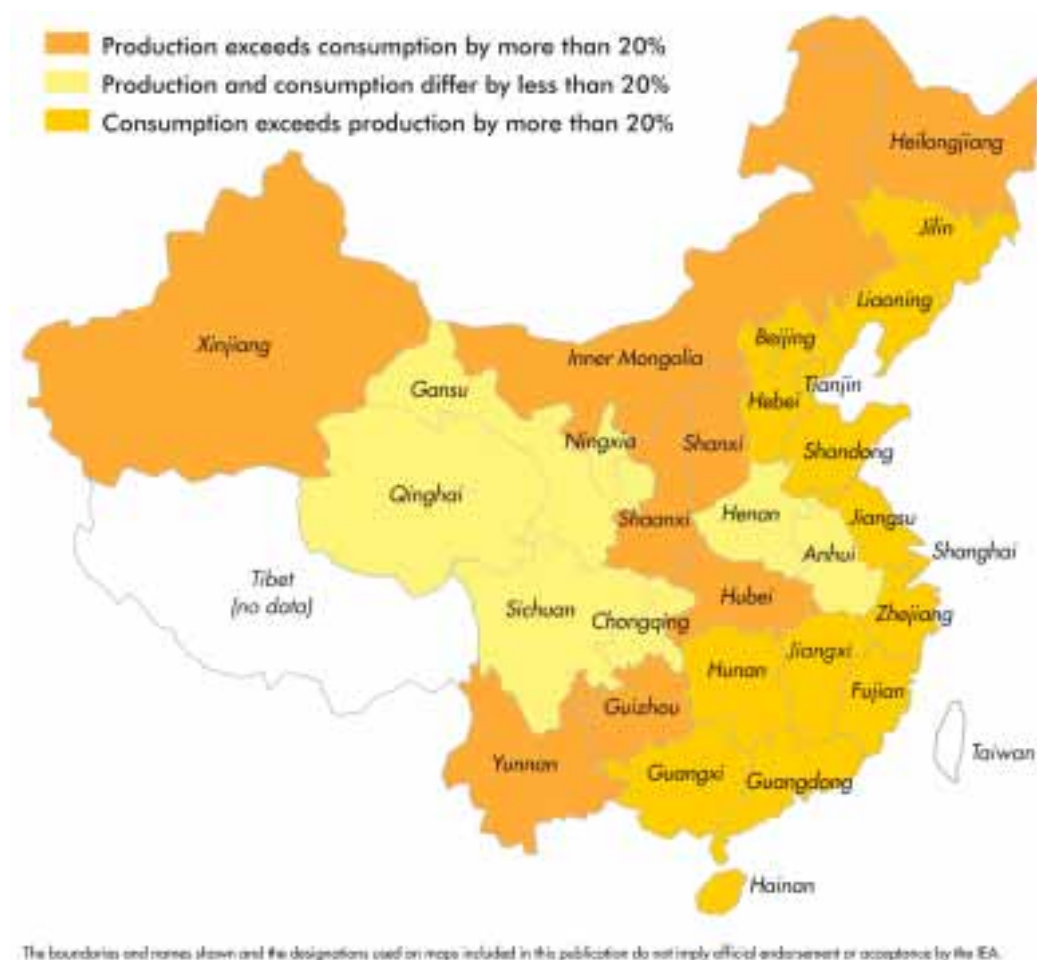 Production exceeds consumption by more than 20%
Production and consumption differ by less than 20%
Consumption exceeds production by more than 20%
Heilongjiang
Jilin
Liaoning
Beijing
Xinjiang
Inner Mongolia
Tianjin
Gansu
Hebei
Ningxia
Shanxi
Shandong
Qinghai
Shaanxi
Henan
Jiangsu
Anhui
Shanghai
Tibet
(no data)
Sichuan
Chongqing
Hubei
Zhejiang
Hunan
Jiangxi
Fujian
Guizhou
Taiwan
Yunnan
Guangxi
Guangdong
Hainan
The boundaries and names shown and the designations used on maps included in this publication do not imply official endorsement or acceptance by the IEA.